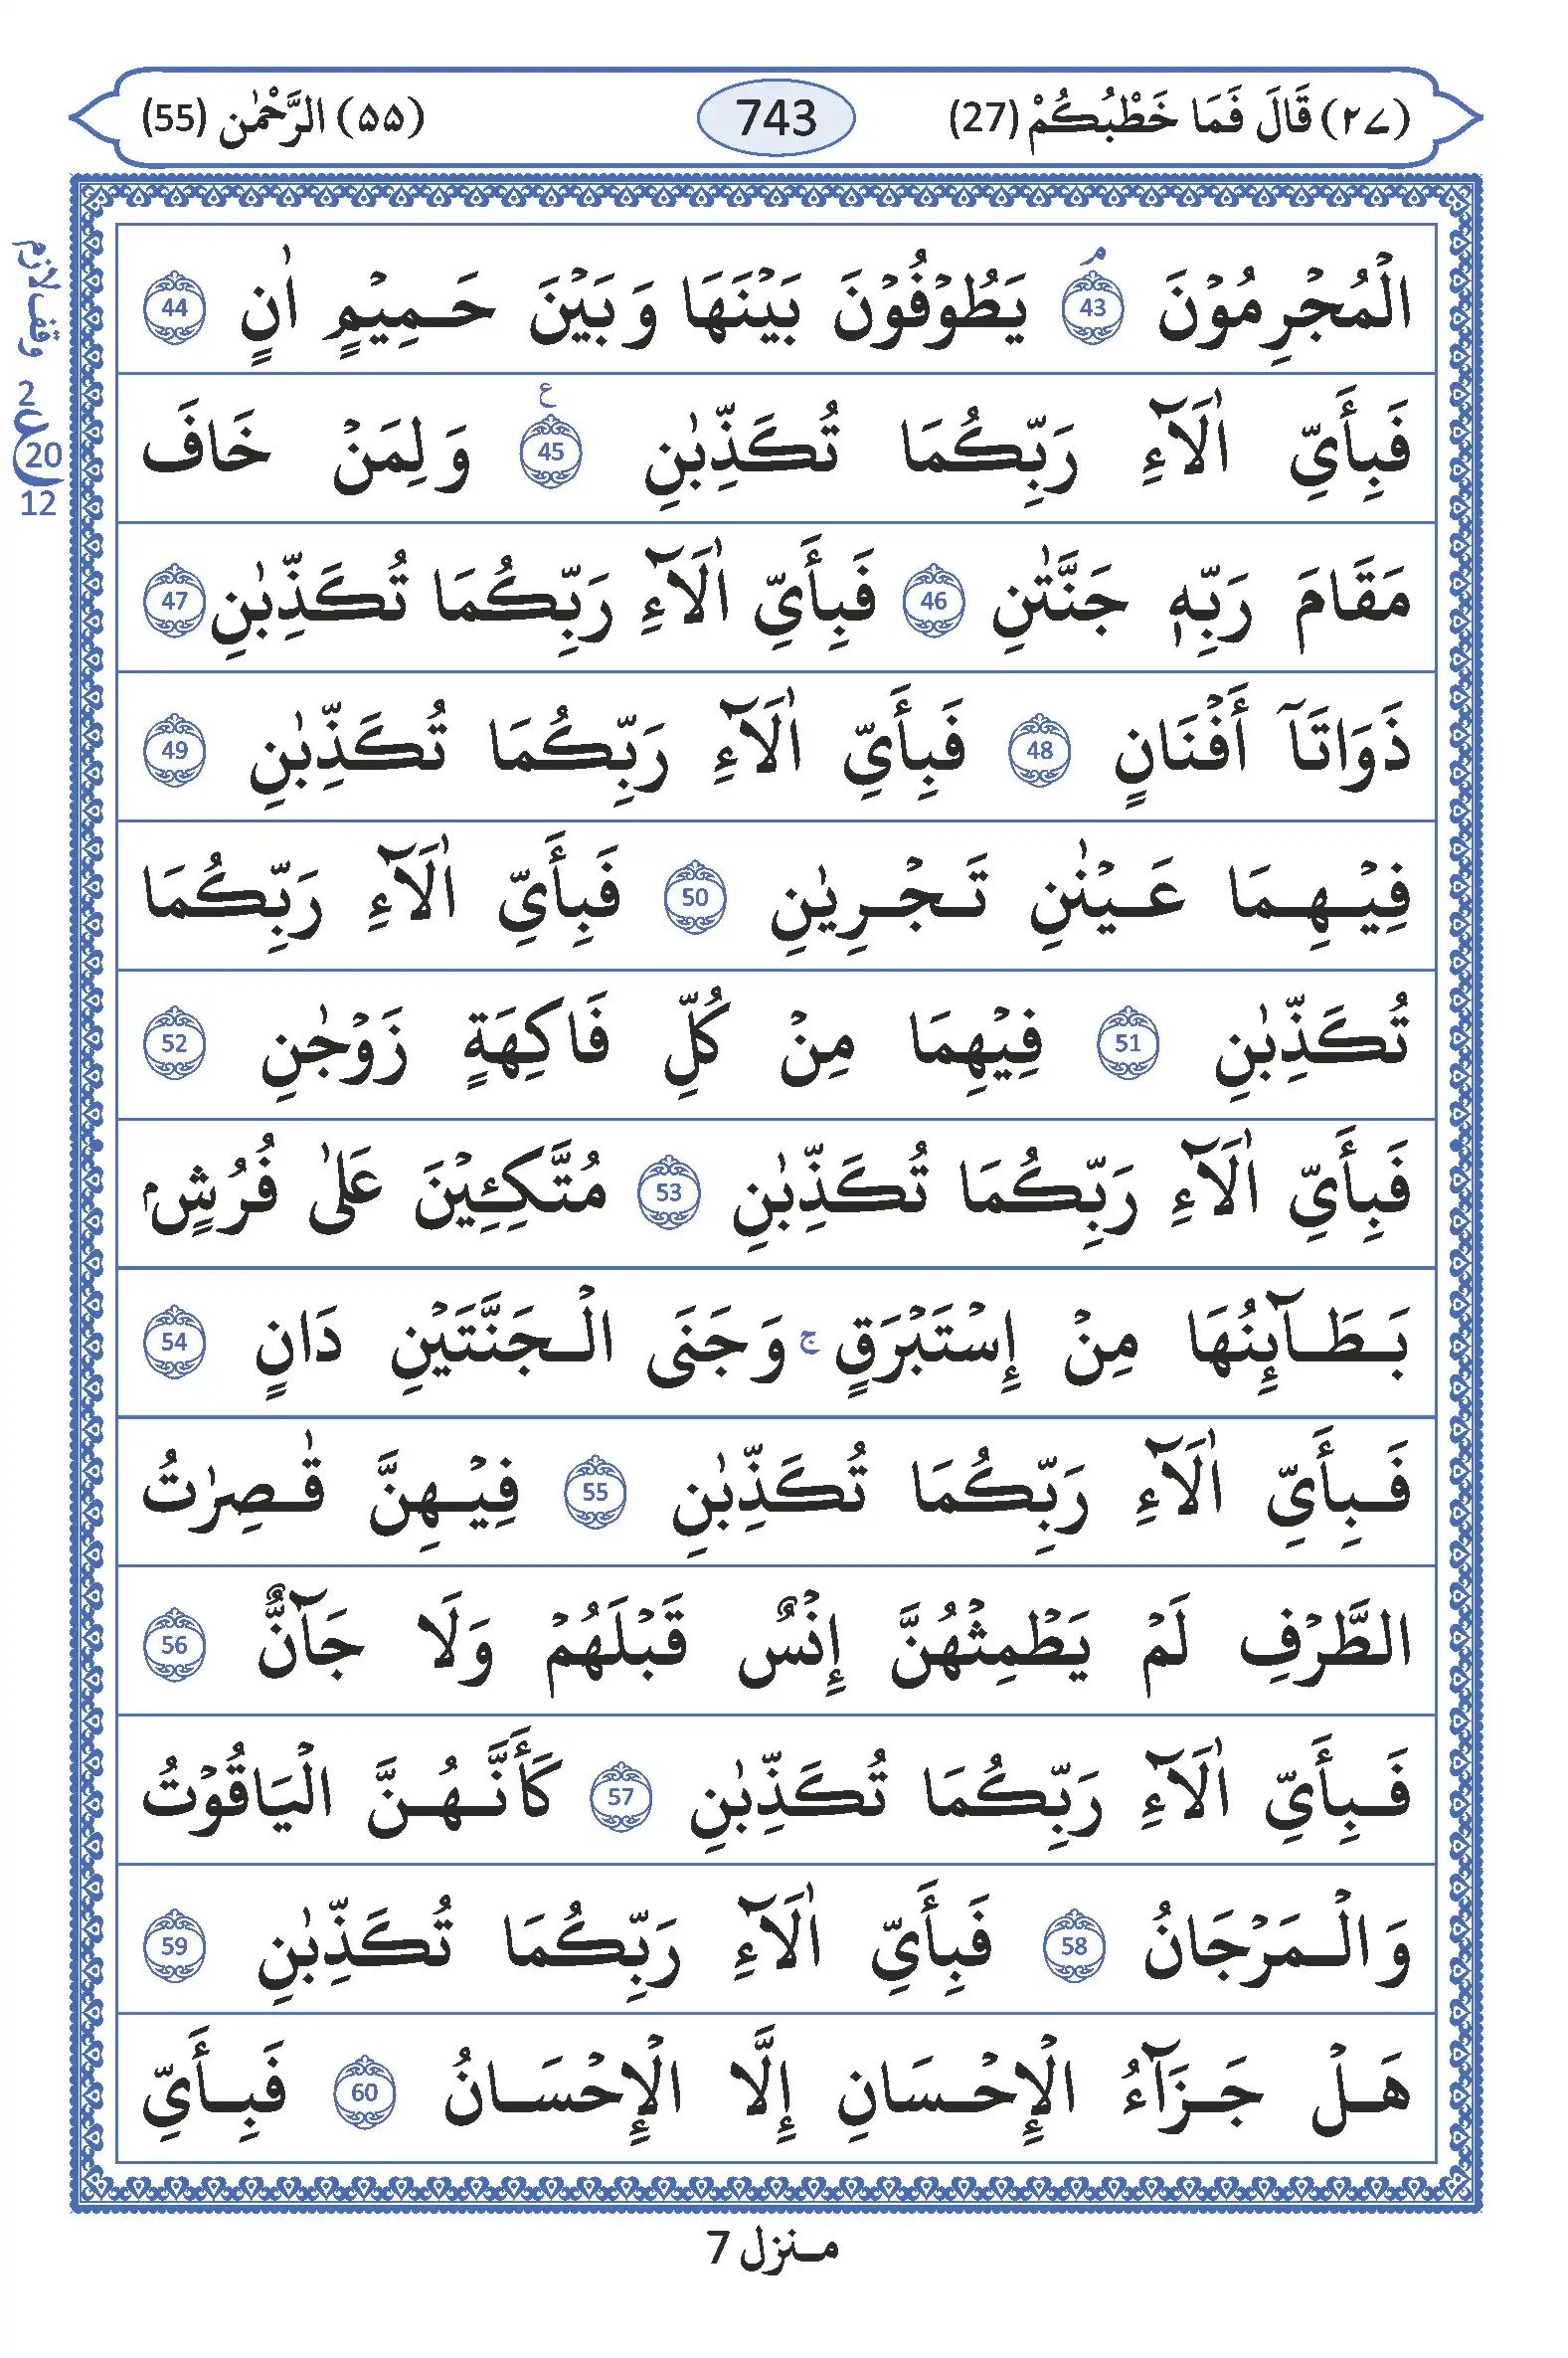 (٢٧) قَالَ فَمَا خَطْبُكُمْ (27) 743 (٥٥) الرَّحْمٰن (55)
الْمُجْرِمُوْنَ 43 ۘ يَطُوْفُوْنَ بَيْنَهَا وَبَيْنَ حَمِيْمٍ اٰنٍ 44
وقف لازم
فَبِأَيِّ اٰلَآءِ رَبِّكُمَا تُكَذِّبٰنِ 45 ع وَلِمَنْ خَافَ
2
ع 20
12
مَقَامَ رَبِّهٖ جَنَّتٰنِ 46 فَبِأَيِّ اٰلَآءِ رَبِّكُمَا تُكَذِّبٰنِ 47
ذَوَاتَآ أَفْنَانٍ 48 فَبِأَيِّ اٰلَآءِ رَبِّكُمَا تُكَذِّبٰنِ 49
فِيْهِمَا عَيْنٰنِ تَجْرِيٰنِ 50 فَبِأَيِّ اٰلَآءِ رَبِّكُمَا
تُكَذِّبٰنِ 51 فِيْهِمَا مِنْ كُلِّ فَاكِهَةٍ زَوْجٰنِ 52
فَبِأَيِّ اٰلَآءِ رَبِّكُمَا تُكَذِّبٰنِ 53 مُتَّكِئِيْنَ عَلٰى فُرُشٍۭ
بَطَآئِنُهَا مِنْ إِسْتَبْرَقٍ ۚ وَجَنَى الْجَنَّتَيْنِ دَانٍ 54
فَبِأَيِّ اٰلَآءِ رَبِّكُمَا تُكَذِّبٰنِ 55 فِيْهِنَّ قٰصِرٰتُ
الطَّرْفِ لَمْ يَطْمِثْهُنَّ إِنْسٌ قَبْلَهُمْ وَلَا جَآنٌّ 56
فَبِأَيِّ اٰلَآءِ رَبِّكُمَا تُكَذِّبٰنِ 57 كَأَنَّهُنَّ الْيَاقُوْتُ
وَالْمَرْجَانُ 58 فَبِأَيِّ اٰلَآءِ رَبِّكُمَا تُكَذِّبٰنِ 59
هَلْ جَزَآءُ الْإِحْسَانِ إِلَّا الْإِحْسَانُ 60 فَبِأَيِّ
منزل 7